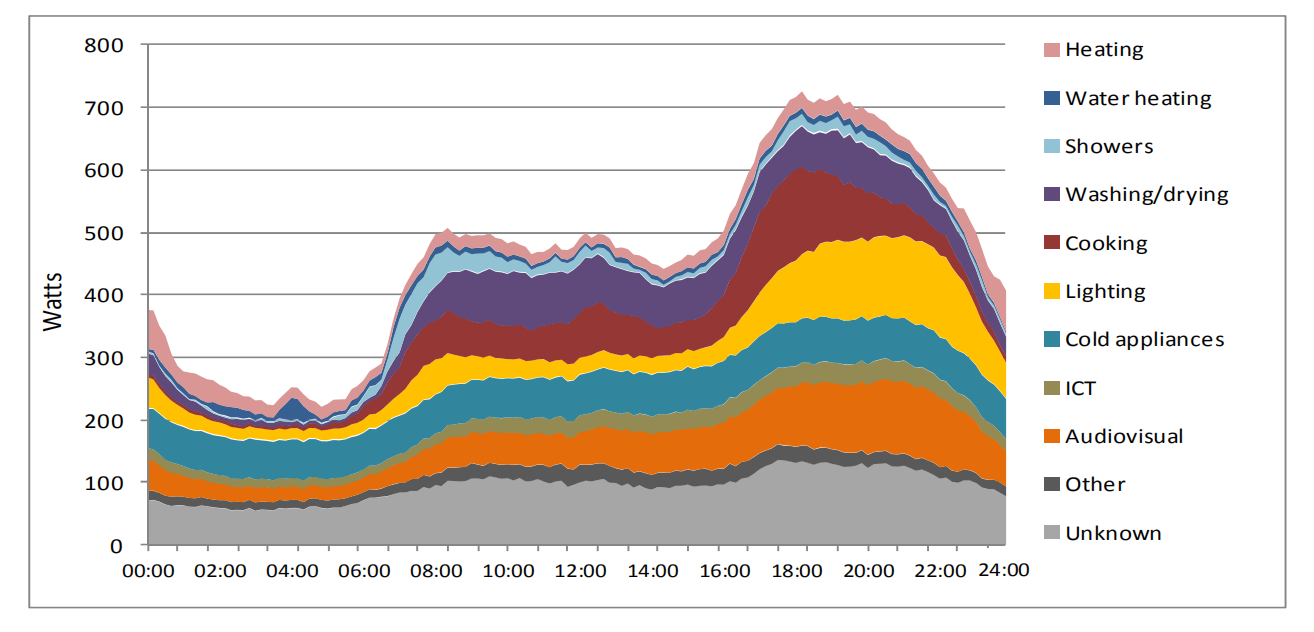 800
700
600
500
400
300
200
100
0
Watts
00:00 02:00 04:00 06:00 08:00 10:00 12:00 14:00 16:00 18:00 20:00 22:00 24:00
Heating
Water heating
Showers
Washing/drying
Cooking
Lighting
Cold appliances
ICT
Audiovisual
Other
Unknown